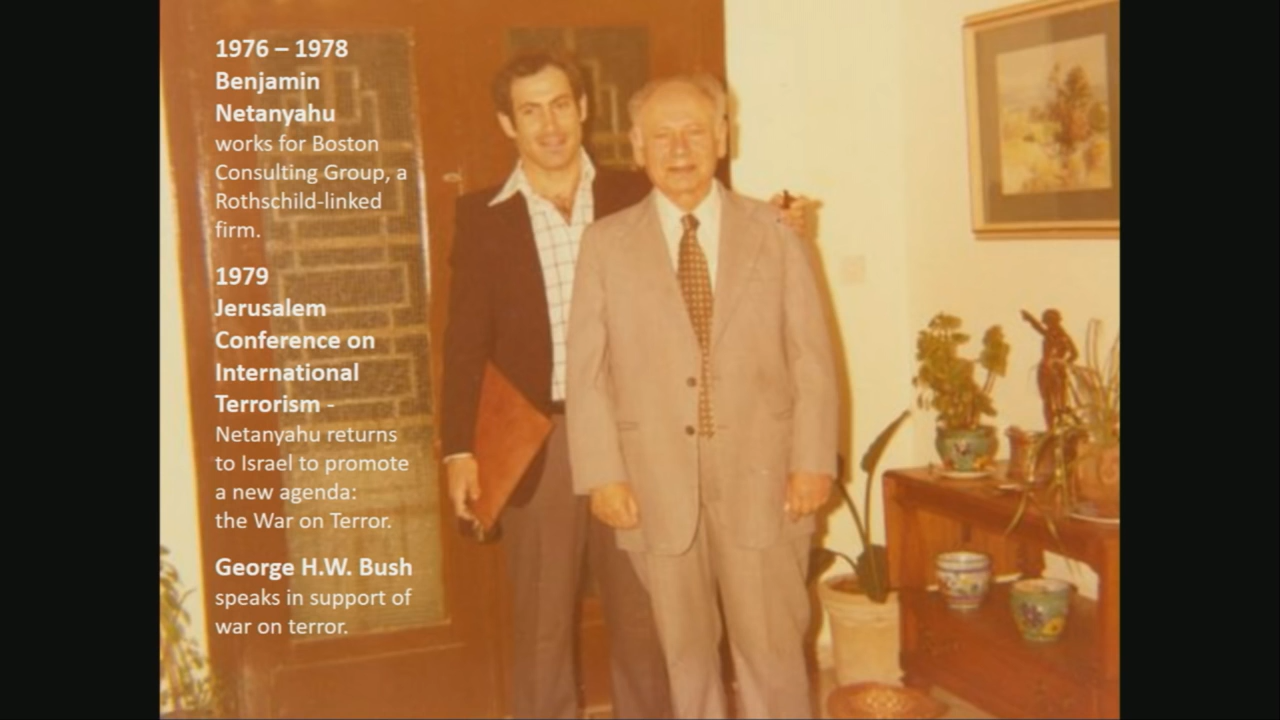 1976 – 1978
Benjamin
Netanyahu
works for Boston
Consulting Group, a
Rothschild-linked
firm.
1979
Jerusalem
Conference on
International
Terrorism -
Netanyahu returns
to Israel to promote
a new agenda:
the War on Terror.
George H.W. Bush
speaks in support of
war on terror.